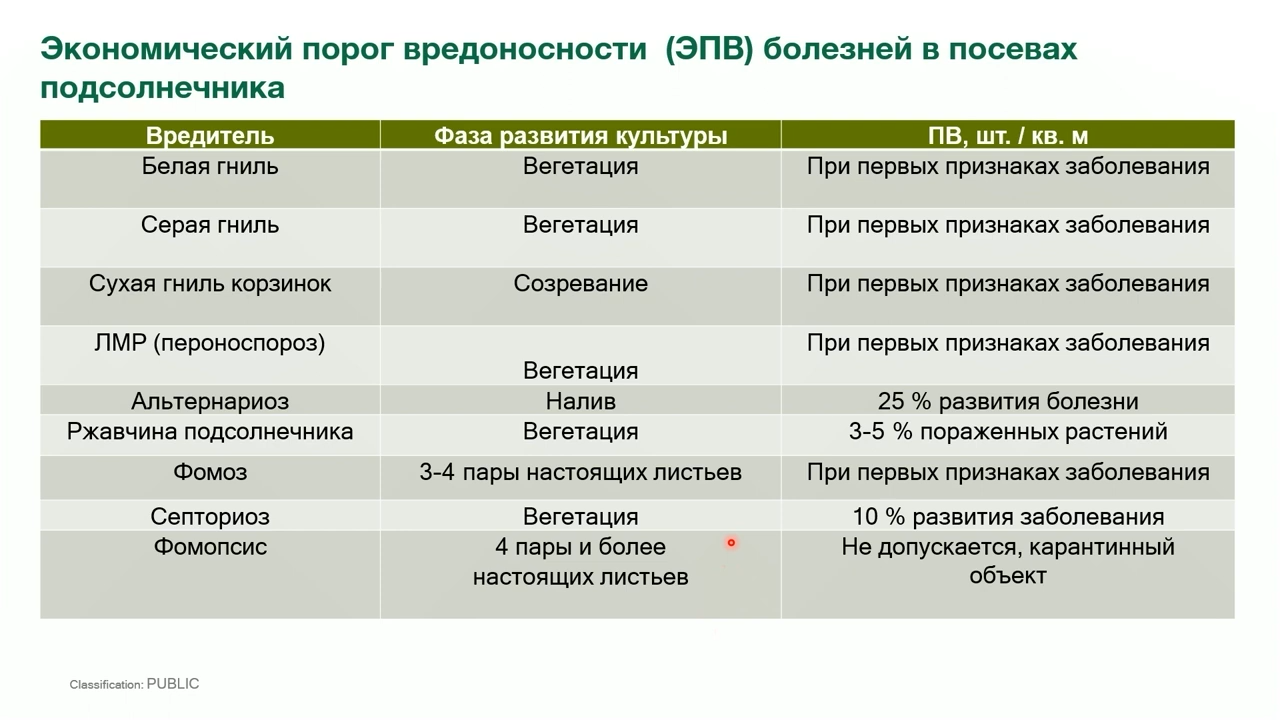 Экономический порог вредоносности (ЭПВ) болезней в посевах
подсолнечника
Вредитель Фаза развития культуры ПВ, шт. / кв. м
Белая гниль Вегетация При первых признаках заболевания
Серая гниль Вегетация При первых признаках заболевания
Сухая гниль корзинок Созревание При первых признаках заболевания
ЛМР (пероноспороз) Вегетация При первых признаках заболевания
Альтернариоз Налив 25 % развития болезни
Ржавчина подсолнечника Вегетация 3-5 % пораженных растений
Фомоз 3-4 пары настоящих листьев При первых признаках заболевания
Септориоз Вегетация 10 % развития заболевания
Фомопсис 4 пары и более Не допускается, карантинный
настоящих листьев объект
Classification: PUBLIC